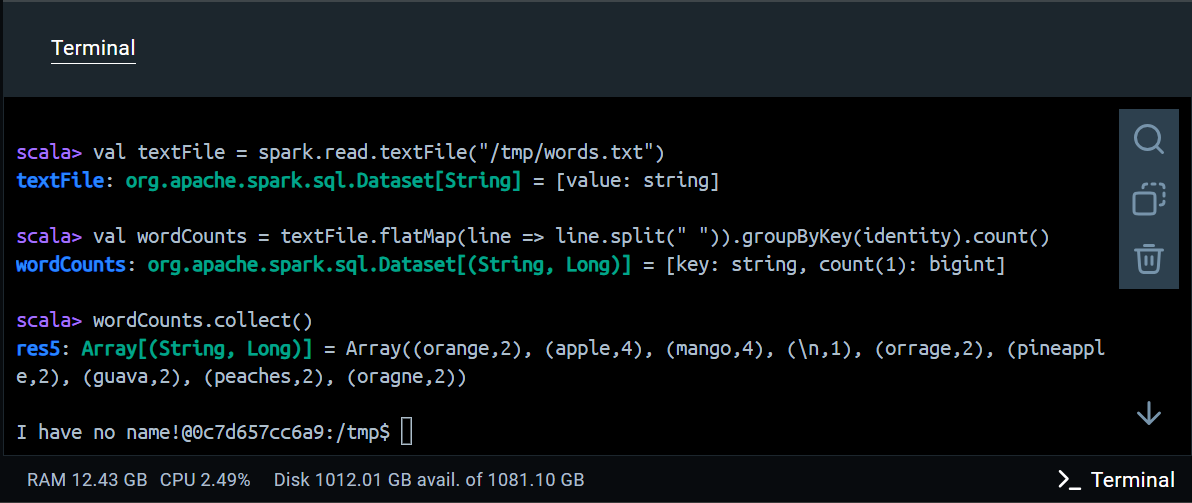 Terminal
scala> val textFile = spark.read.textFile("/tmp/words.txt")
textFile: org.apache.spark.sql.Dataset[String] = [value: string]
scala> val wordCounts = textFile.flatMap(line => line.split(" ")).groupByKey(identity).count()
wordCounts: org.apache.spark.sql.Dataset[(String, Long)] = [key: string, count(1): bigint]
scala> wordCounts.collect()
res5: Array[(String, Long)] = Array((orange,2), (apple,4), (mango,4), (\n,1), (orrage,2), (pineappl
e,2), (guava,2), (peaches,2), (oragne,2))
I have no name!@0c7d657cc6a9:/tmp$
RAM 12.43 GB CPU 2.49% Disk 1012.01 GB avail. of 1081.10 GB Terminal